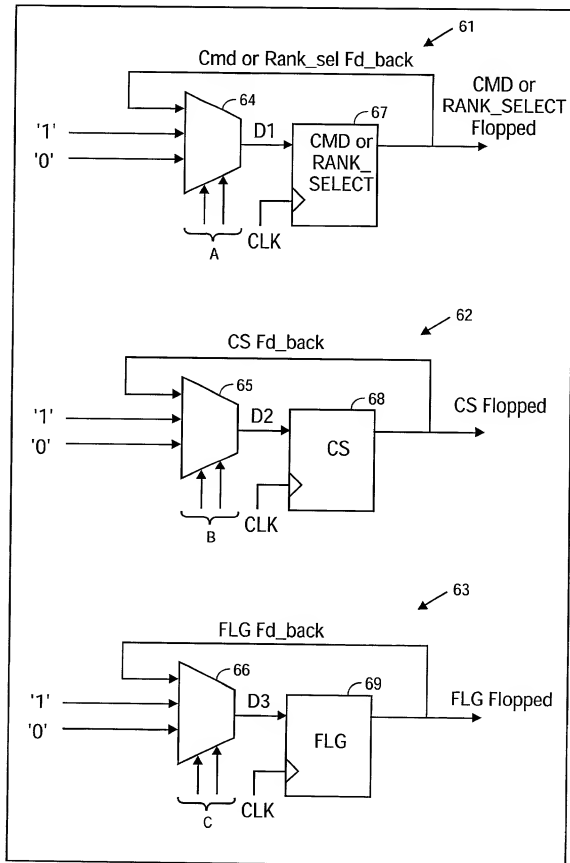 61
Cmd or Rank_sel Fd_back
64
'1'
'0'
D1
67
CMD or
RANK_
SELECT
CMD or
RANK_SELECT
Flopped
A
CLK
62
CS Fd_back
65
'1'
'0'
D2
68
CS
CS Flopped
B
CLK
63
FLG Fd_back
66
'1'
'0'
D3
69
FLG
FLG Flopped
C
CLK